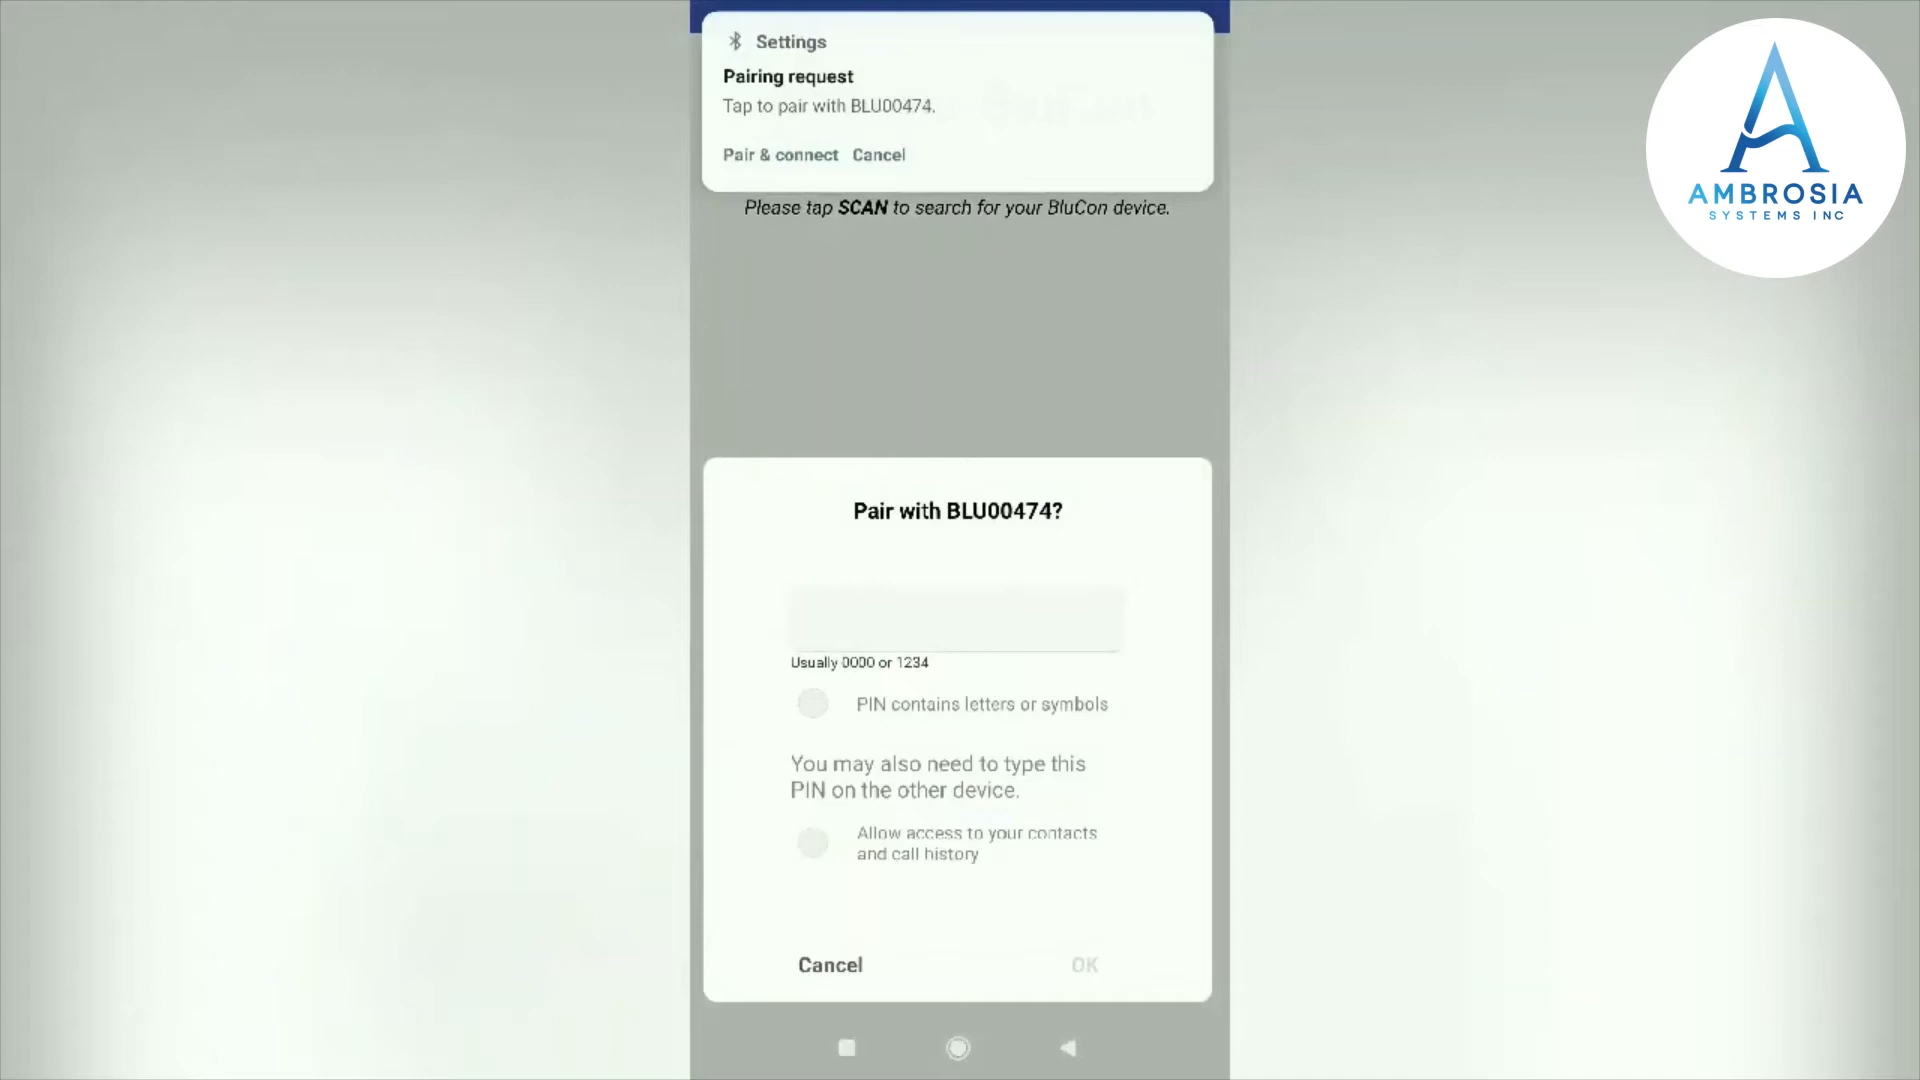 Settings
Pairing request
Tap to pair with BLU00474.
Pair & connect Cancel
Please tap SCAN to search for your BluCon device.
Pair with BLU00474?
Usually 0000 or 1234
PIN contains letters or symbols
You may also need to type this
PIN on the other device.
Allow access to your contacts
and call history
Cancel OK
AMBROSIA
SYSTEMS INC